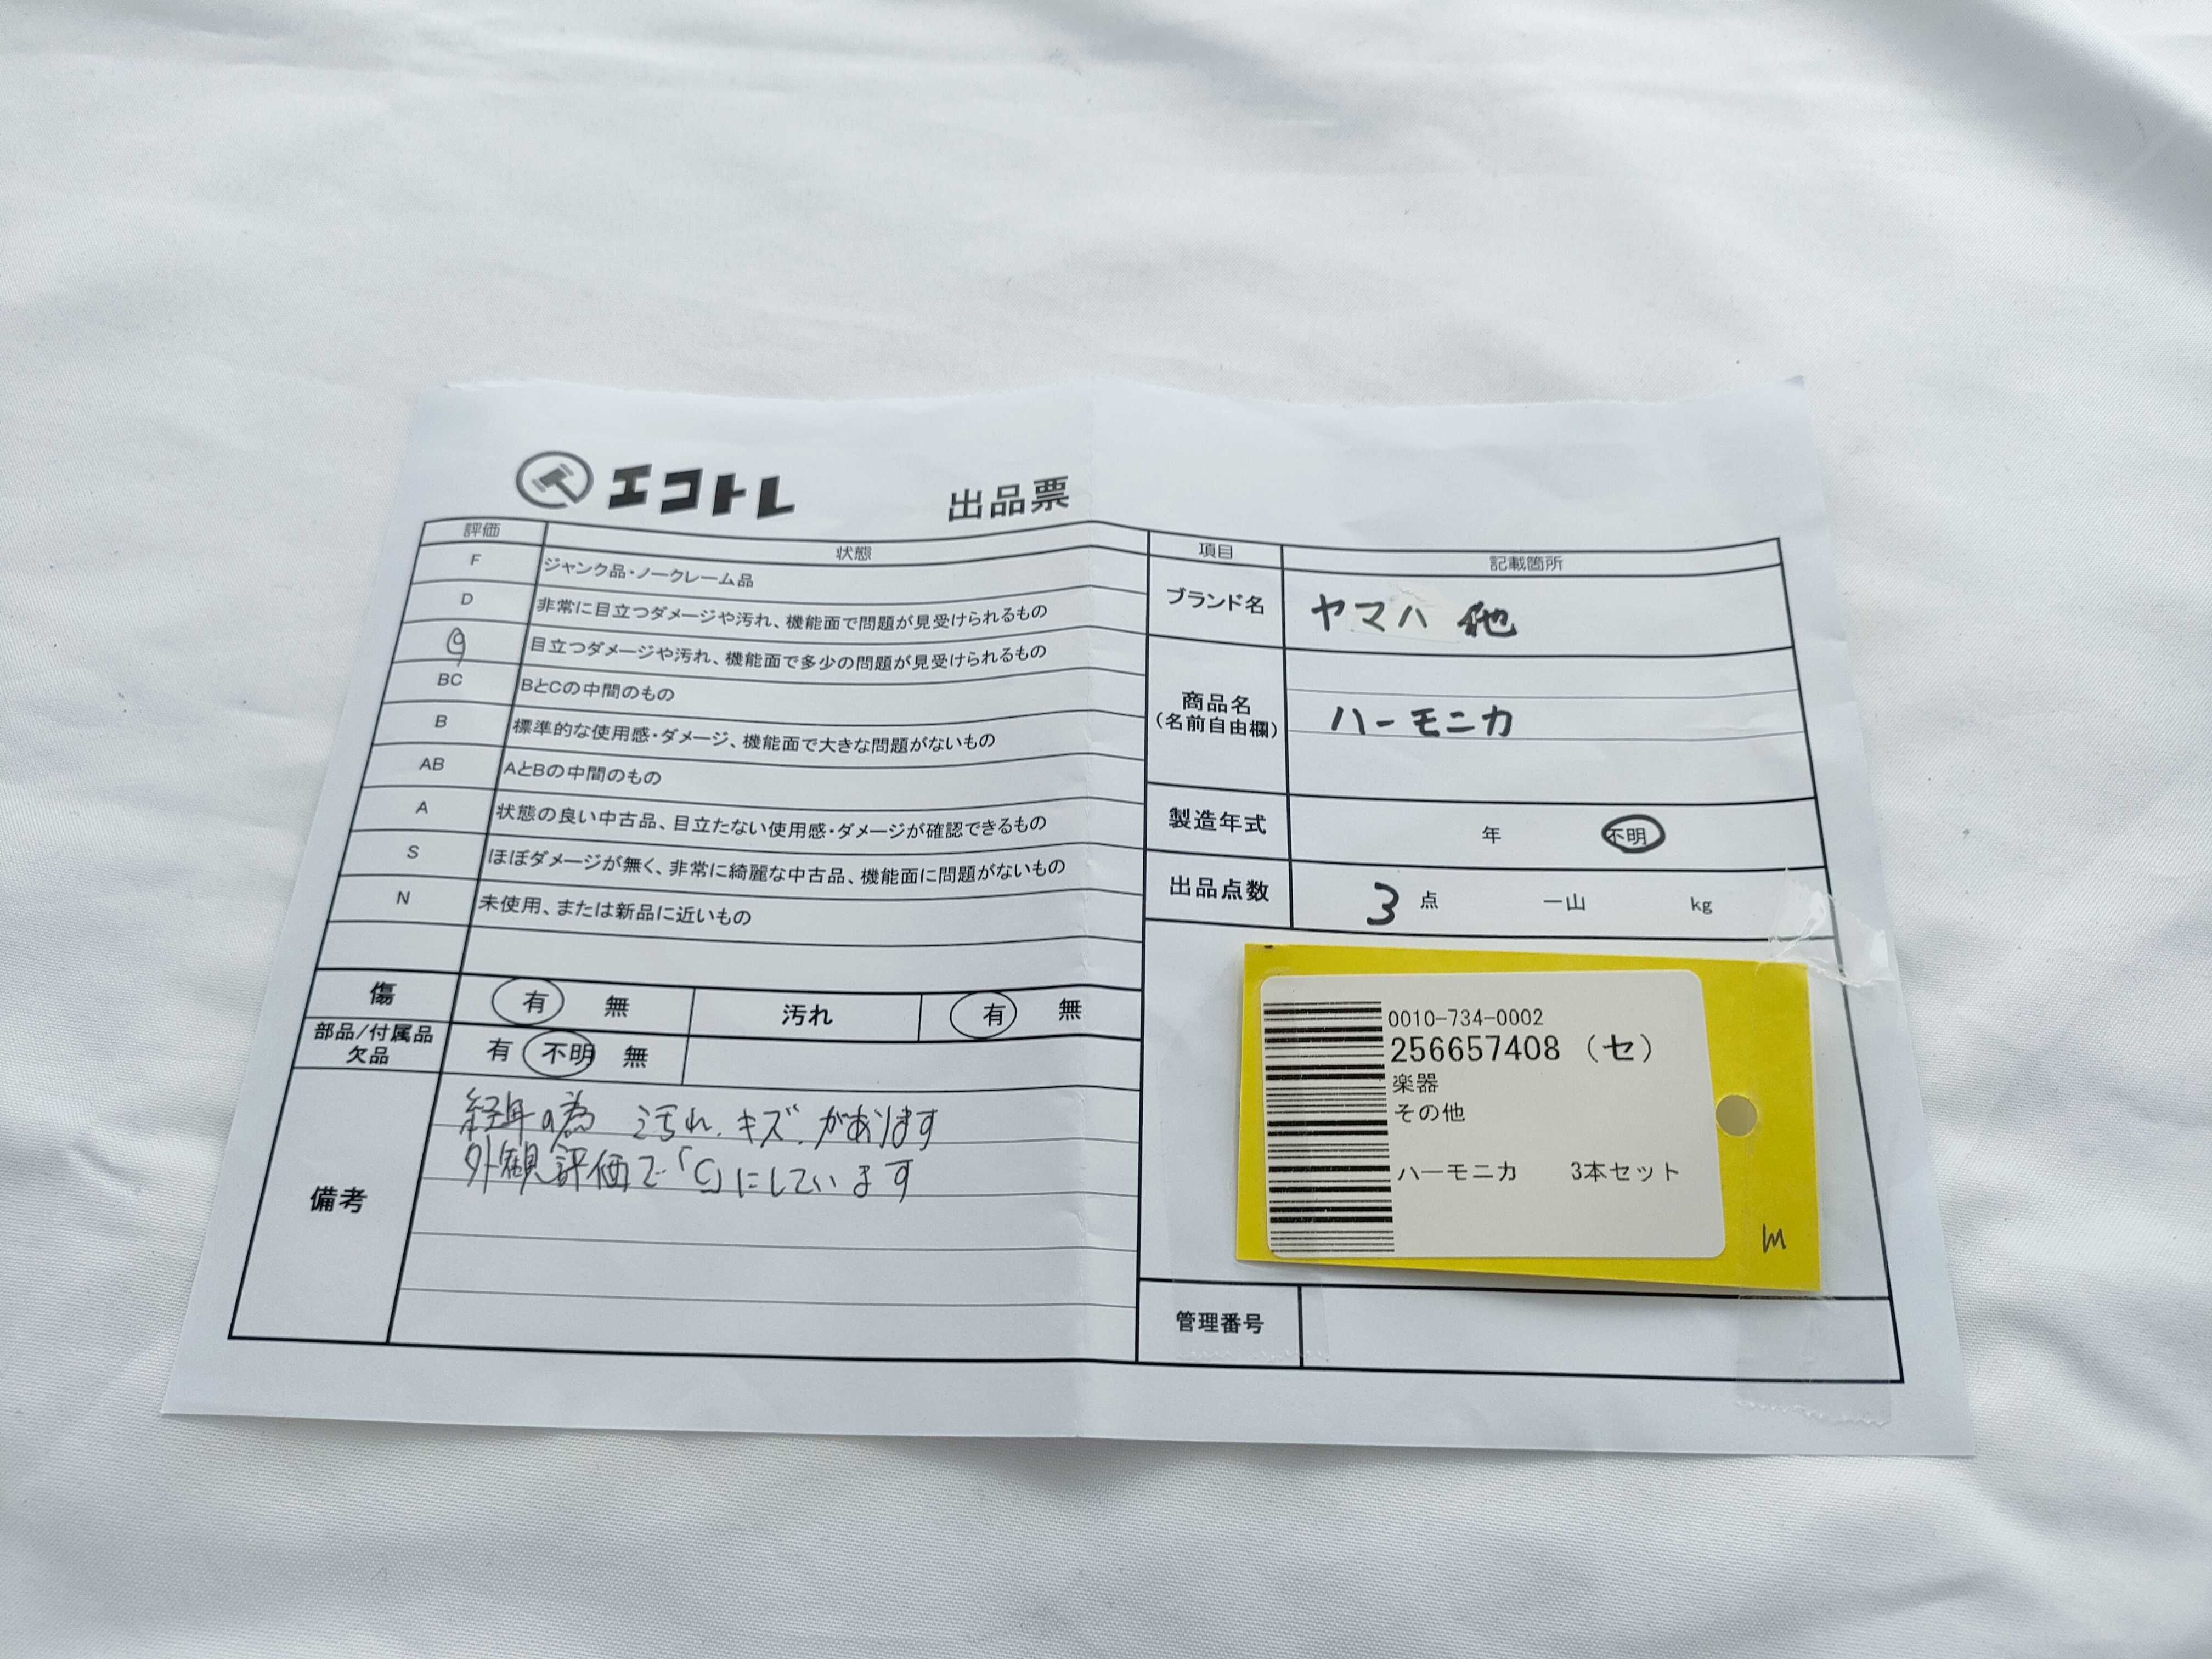 エコトレ 出品票
評価 状態
F ジャンク品・ノークレーム品
D 非常に目立つダメージや汚れ、機能面で問題が見受けられるもの
C 目立つダメージや汚れ、機能面で多少の問題が見受けられるもの
BC BとCの中間のもの
B 標準的な使用感・ダメージ、機能面で大きな問題がないもの
AB AとBの中間のもの
A 状態の良い中古品、目立たない使用感・ダメージが確認できるもの
S ほぼダメージが無く、非常に綺麗な中古品、機能面に問題がないもの
N 未使用、または新品に近いもの
傷 有 無 汚れ 有 無
部品/付属品
欠品 有 不明 無
備考
経年の為 汚れ、キズ、があります
外観評価で「C」にしています
項目 記載箇所
ブランド名 ヤマハ 他
商品名
(名前自由欄) ハーモニカ
製造年式 年 不明
出品点数 3 点 一山 kg
0010-734-0002
256657408 (セ)
楽器
その他
ハーモニカ 3本セット
管理番号